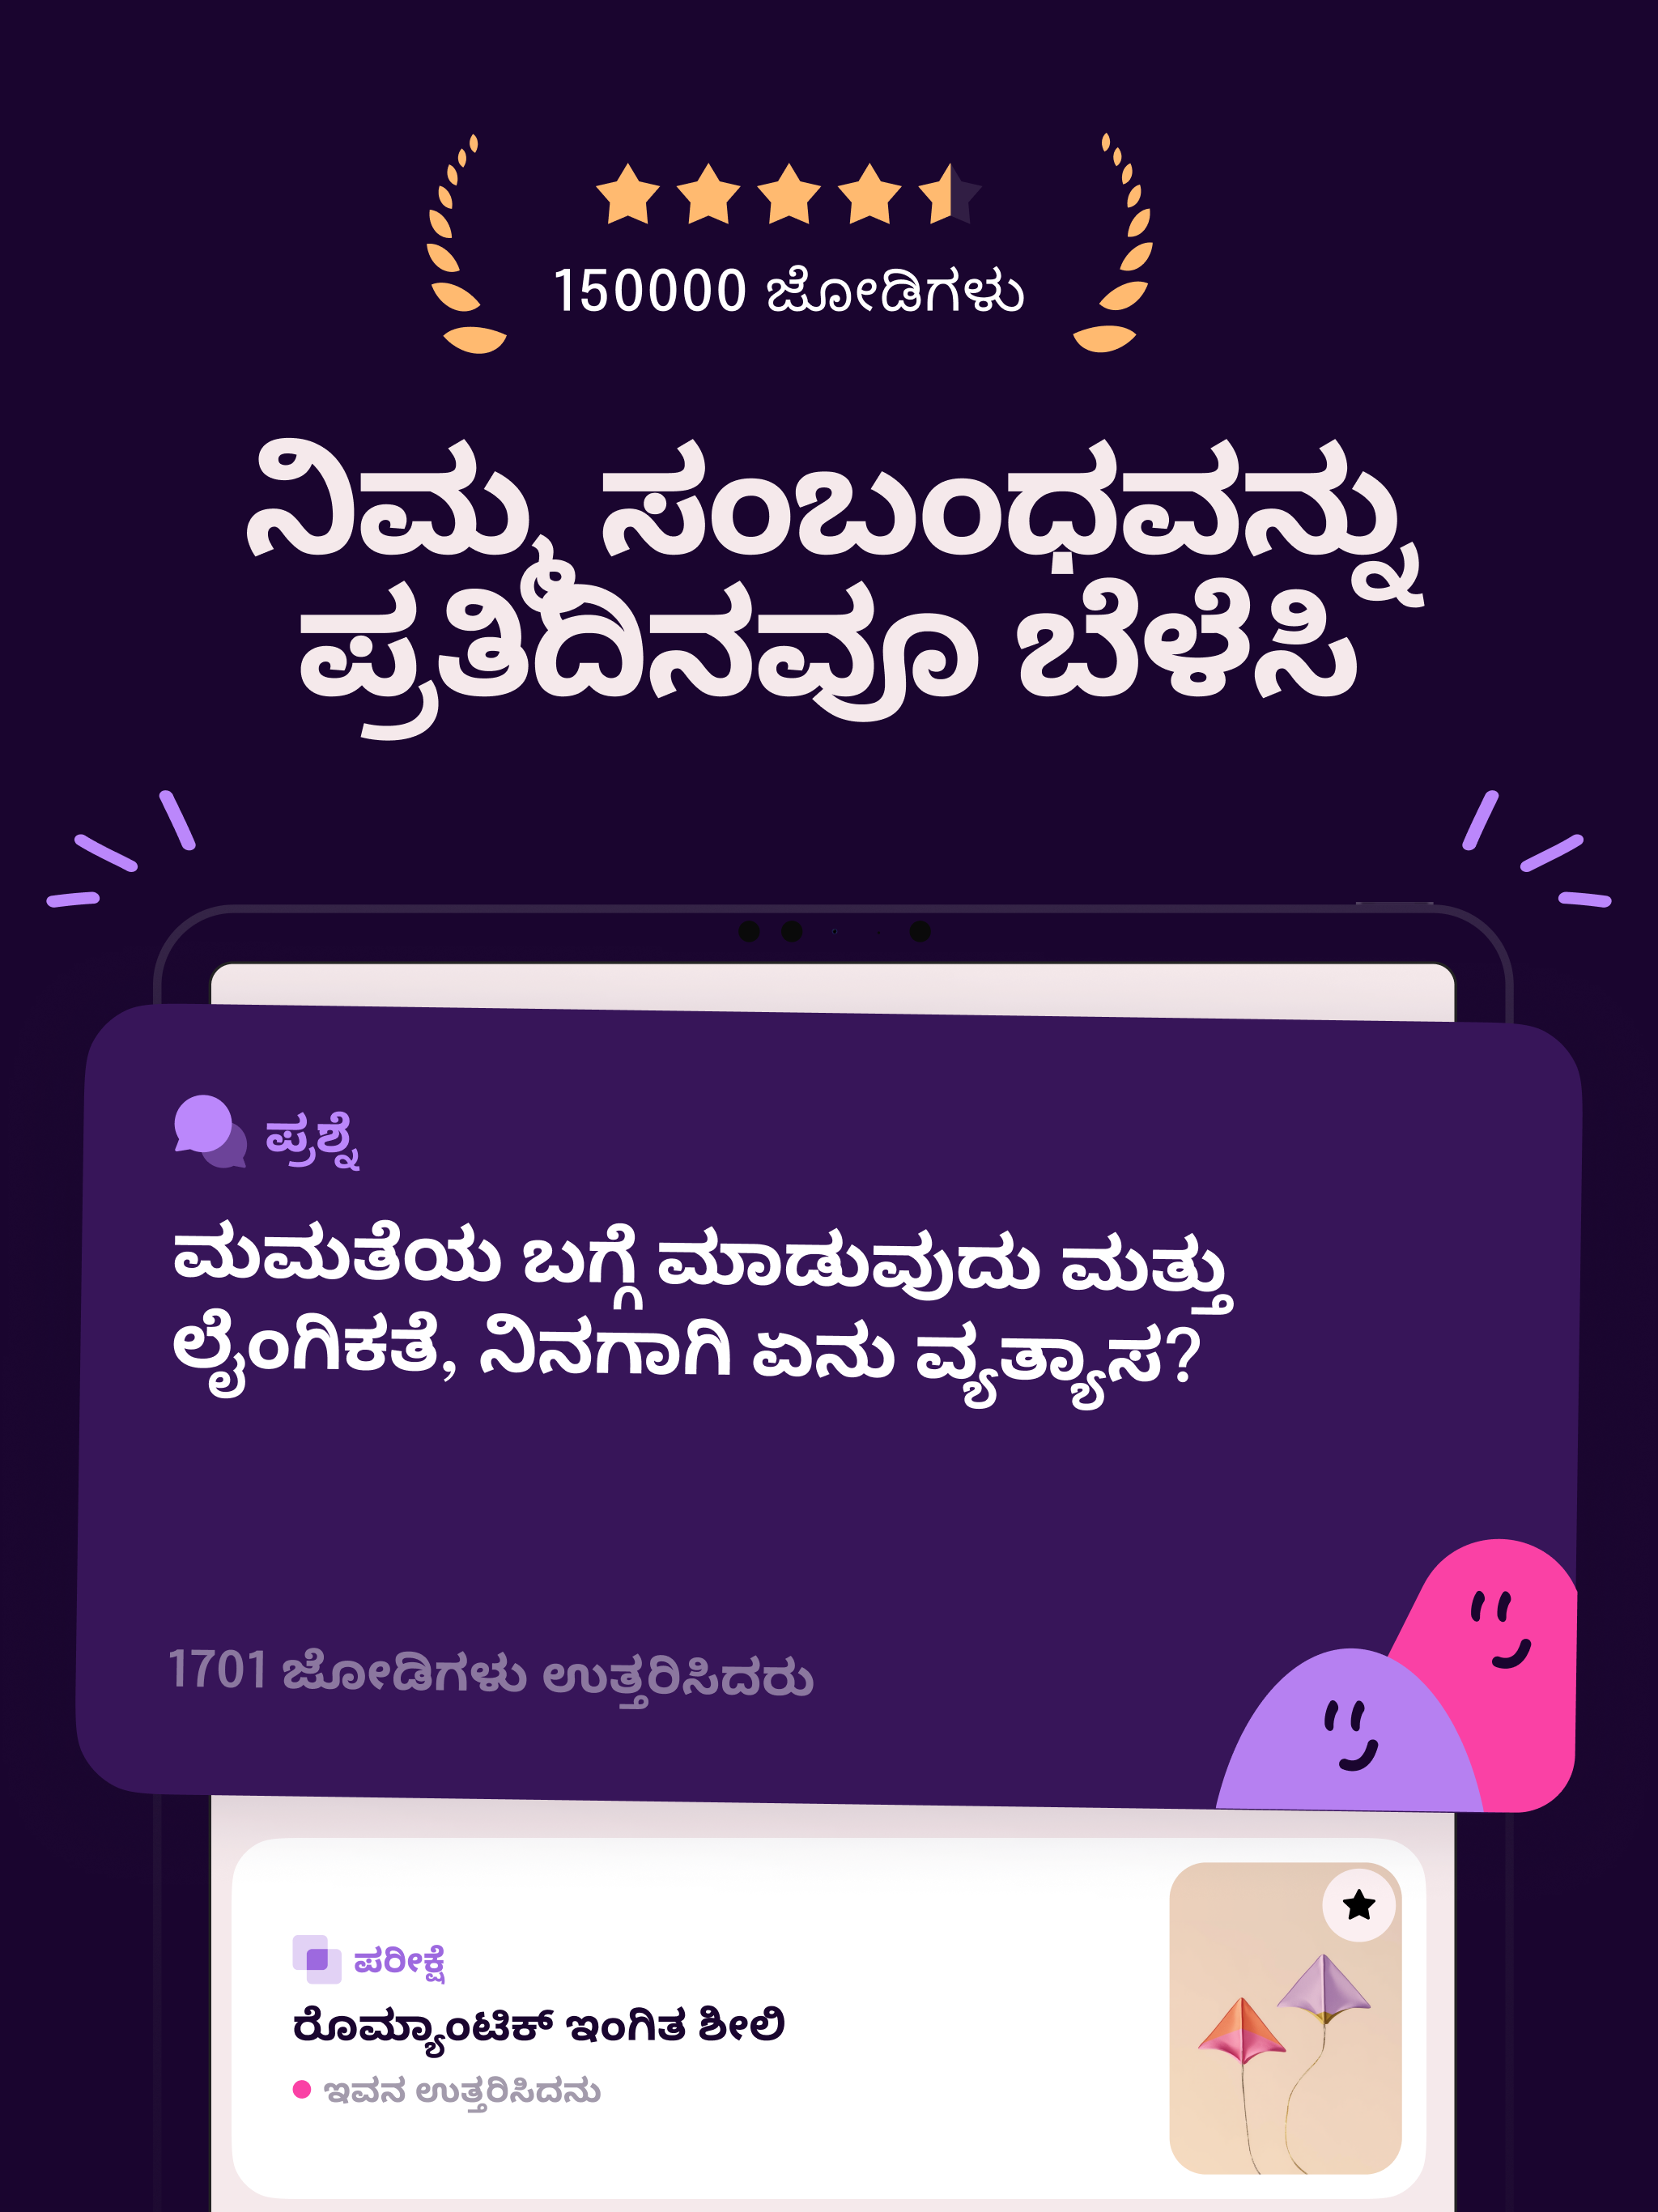 150000 ಜೋಡಿಗಳು
ನಿಮ್ಮ ಸಂಬಂಧವನ್ನು
ಪ್ರತಿದಿನವೂ ಬೆಳೆಸಿ
ಪ್ರಶ್ನೆ
ಮಮತೆಯ ಬಗ್ಗೆ ಮಾಡುವುದು ಮತ್ತು
ಲೈಂಗಿಕತೆ, ನಿನಗಾಗಿ ಏನು ವ್ಯತ್ಯಾಸ?
1701 ಜೋಡಿಗಳು ಉತ್ತರಿಸಿದರು
ಪರೀಕ್ಷೆ
ರೊಮ್ಯಾಂಟಿಕ್ ಇಂಗಿತ ಶೀಲಿ
ಇವನ ಉತ್ತರಿಸಿದನು